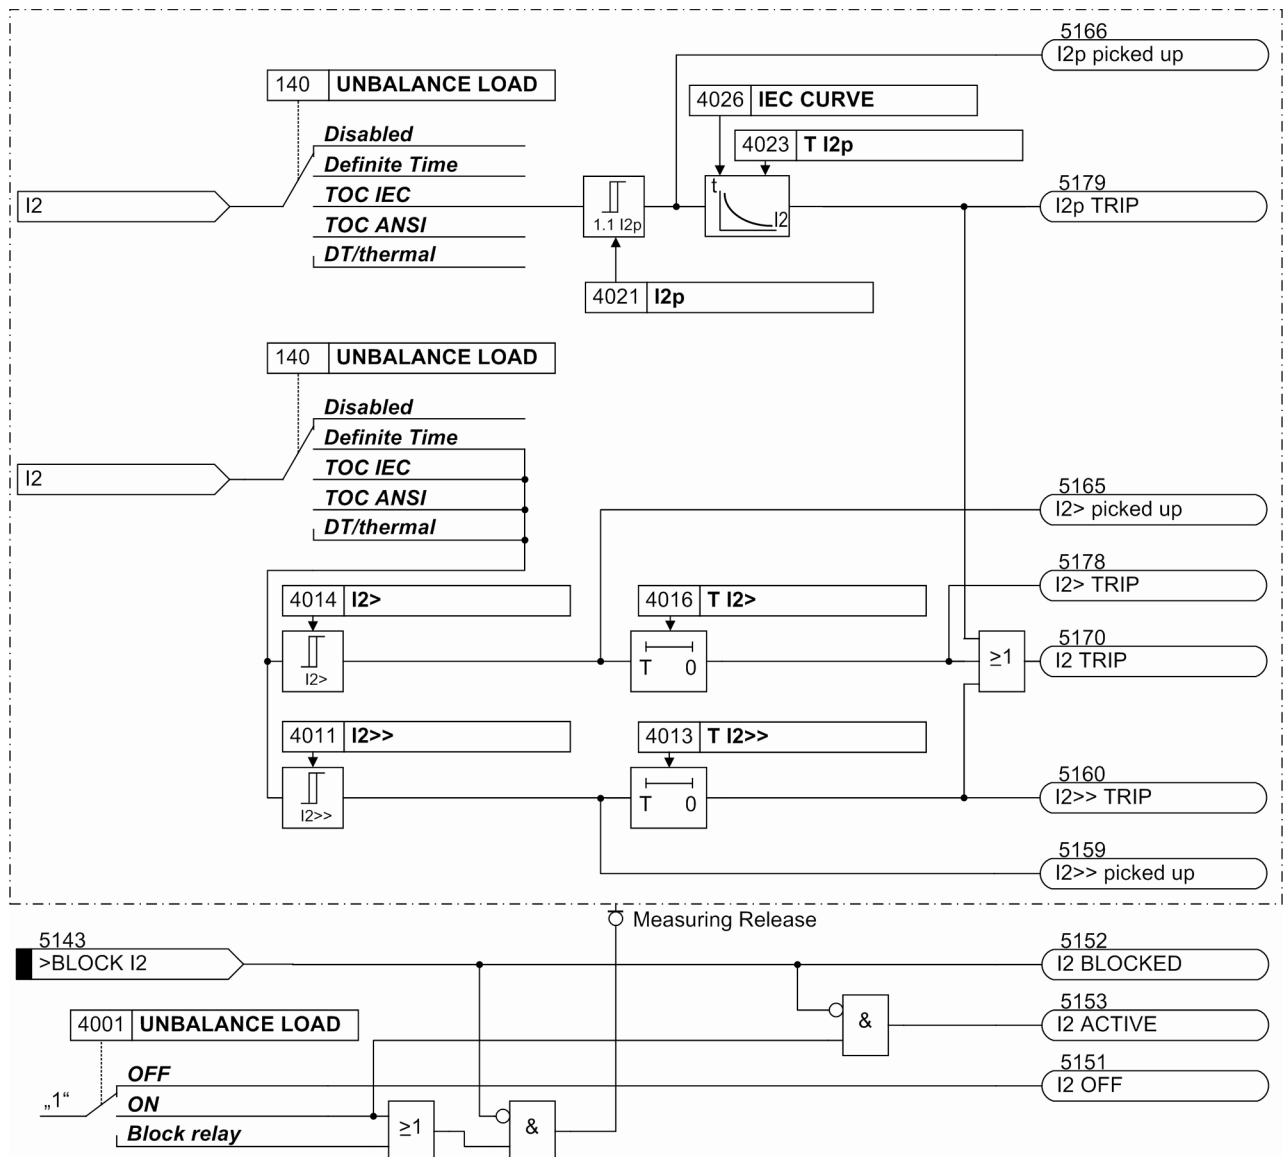 5166
I2p picked up
140 UNBALANCE LOAD
4026 IEC CURVE
Disabled
4023 T I2p
Definite Time
I2
TOC IEC
1.1 I2p
t
I2
5179
I2p TRIP
TOC ANSI
DT/thermal
4021 I2p
140 UNBALANCE LOAD
Disabled
Definite Time
I2
TOC IEC
TOC ANSI
DT/thermal
5165
I2> picked up
5178
I2> TRIP
4014 I2>
4016 T I2>
I2>
T 0
≥1
5170
I2 TRIP
4011 I2>>
4013 T I2>>
I2>>
T 0
5160
I2>> TRIP
5159
I2>> picked up
Measuring Release
5143
>BLOCK I2
5152
I2 BLOCKED
4001 UNBALANCE LOAD
&
5153
I2 ACTIVE
„1“
OFF
ON
Block relay
≥1
&
5151
I2 OFF